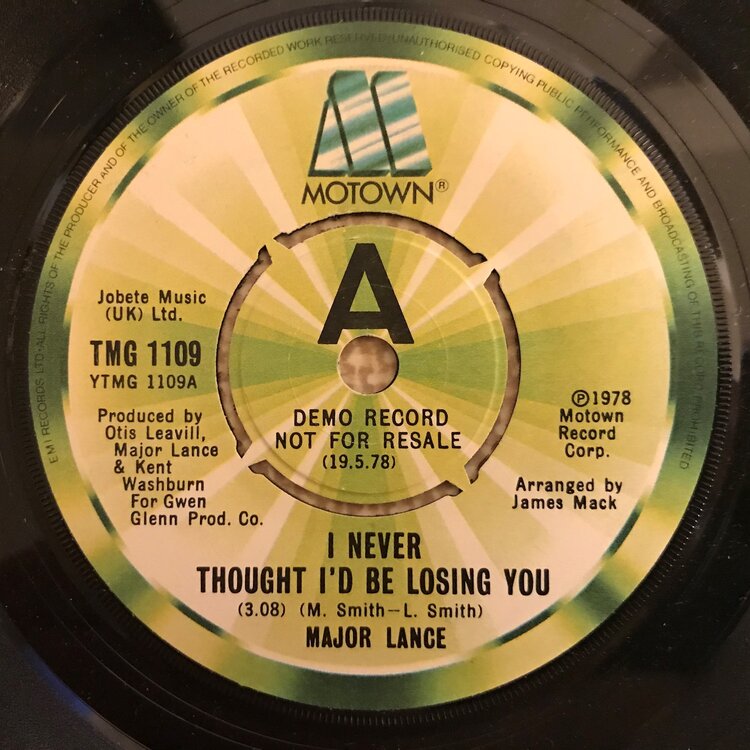 EMI RECORDS LTD. ALL RIGHTS OF THE PRODUCER AND OF THE OWNER OF THE RECORDED WORK RESERVED. UNAUTHORISED COPYING PUBLIC PERFORMANCE AND BROADCASTING OF THIS RECORD PROHIBITED
MOTOWN®
A
Jobete Music
(UK) Ltd.
TMG 1109
YTMG 1109A
Produced by
Otis Leavill,
Major Lance
& Kent
Washburn
For Gwen
Glenn Prod. Co.
DEMO RECORD
NOT FOR RESALE
(19.5.78)
℗1978
Motown
Record
Corp.
Arranged by
James Mack
I NEVER
THOUGHT I'D BE LOSING YOU
(3.08) (M. Smith–L. Smith)
MAJOR LANCE